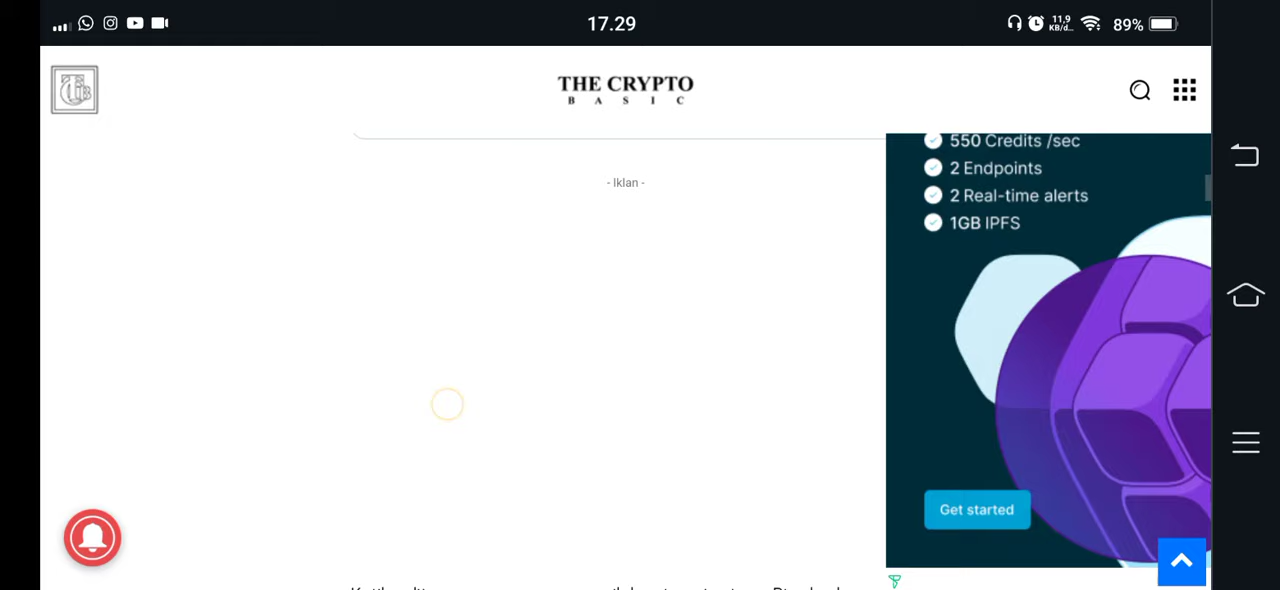 17.29
11,9
KB/d...
89%
THE CRYPTO
BASIC
550 Credits /sec
2 Endpoints
2 Real-time alerts
1GB IPFS
- Iklan -
Get started